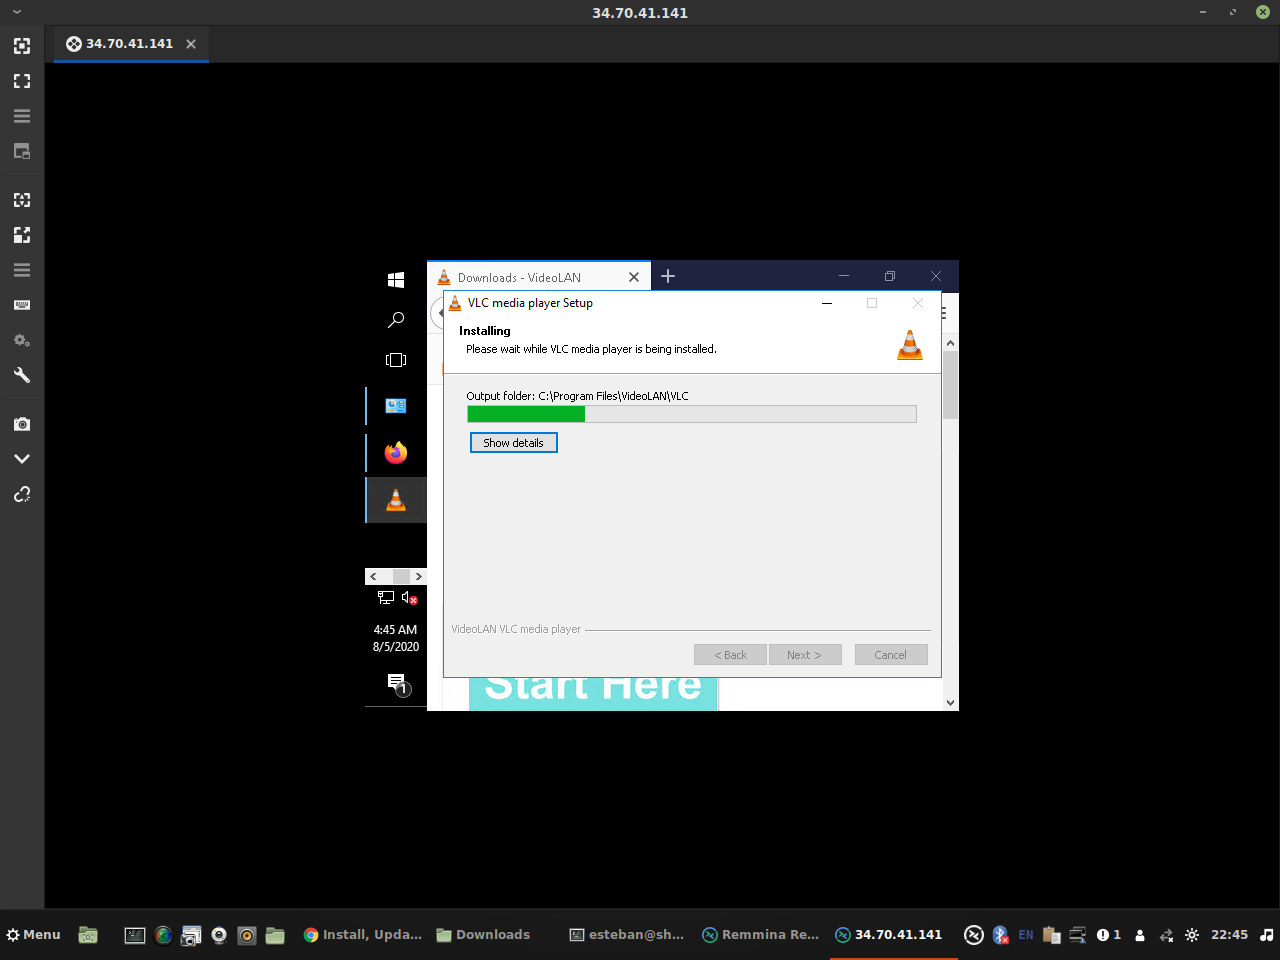 34.70.41.141
34.70.41.141
Downloads - VideoLAN
VLC media player Setup
Installing
Please wait while VLC media player is being installed.
Output folder: C:\Program Files\VideoLAN\VLC
Show details
VideoLAN VLC media player
< Back
Next >
Cancel
Start Here
4:45 AM
8/5/2020
1
Menu
Install, Upda...
Downloads
esteban@sh...
Remmina Re...
34.70.41.141
EN
1
22:45